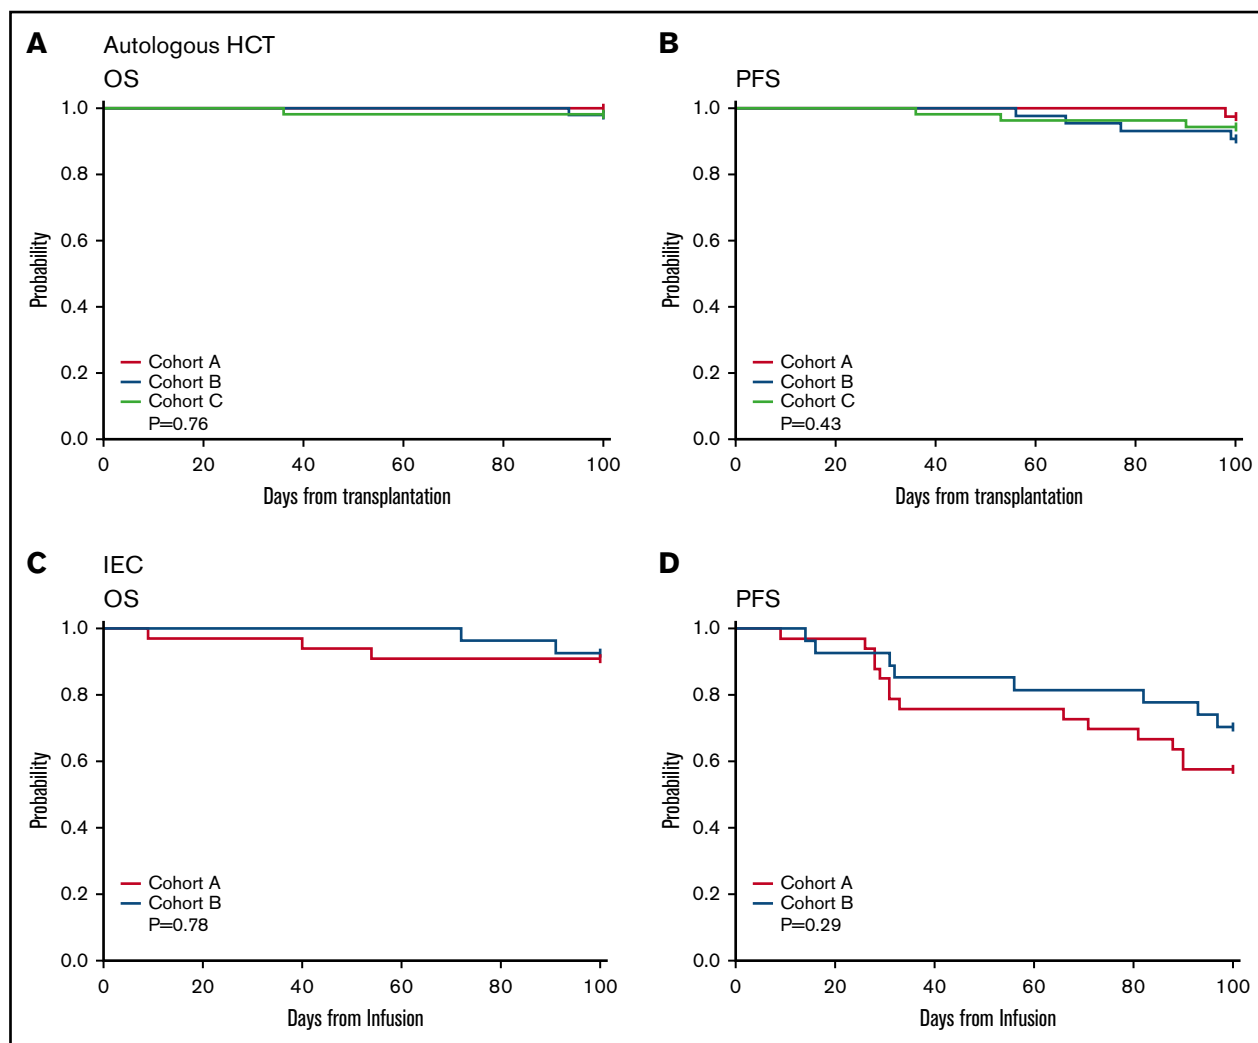 A
Autologous HCT
OS
1.0
0.8
0.6
0.4
0.2
0.0
Probability
Cohort A
Cohort B
Cohort C
P=0.76
0 20 40 60 80 100
Days from transplantation
B
PFS
1.0
0.8
0.6
0.4
0.2
0.0
Probability
Cohort A
Cohort B
Cohort C
P=0.43
0 20 40 60 80 100
Days from transplantation
C
IEC
OS
1.0
0.8
0.6
0.4
0.2
0.0
Probability
Cohort A
Cohort B
P=0.78
0 20 40 60 80 100
Days from Infusion
D
PFS
1.0
0.8
0.6
0.4
0.2
0.0
Probability
Cohort A
Cohort B
P=0.29
0 20 40 60 80 100
Days from Infusion